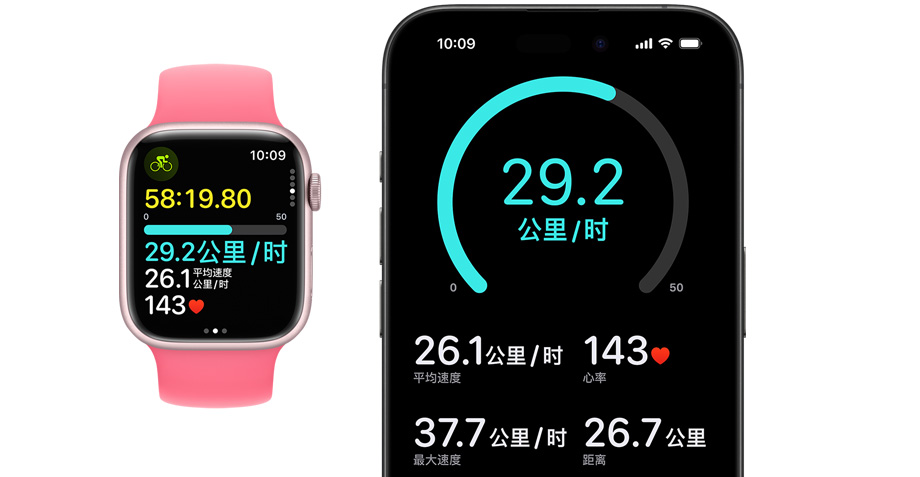 10:09
58:19.80
0 50
29.2公里/时
26.1 平均速度
公里/时
143
10:09
29.2
公里/时
0 50
26.1公里/时 143
平均速度 心率
37.7公里/时 26.7公里
最大速度 距离